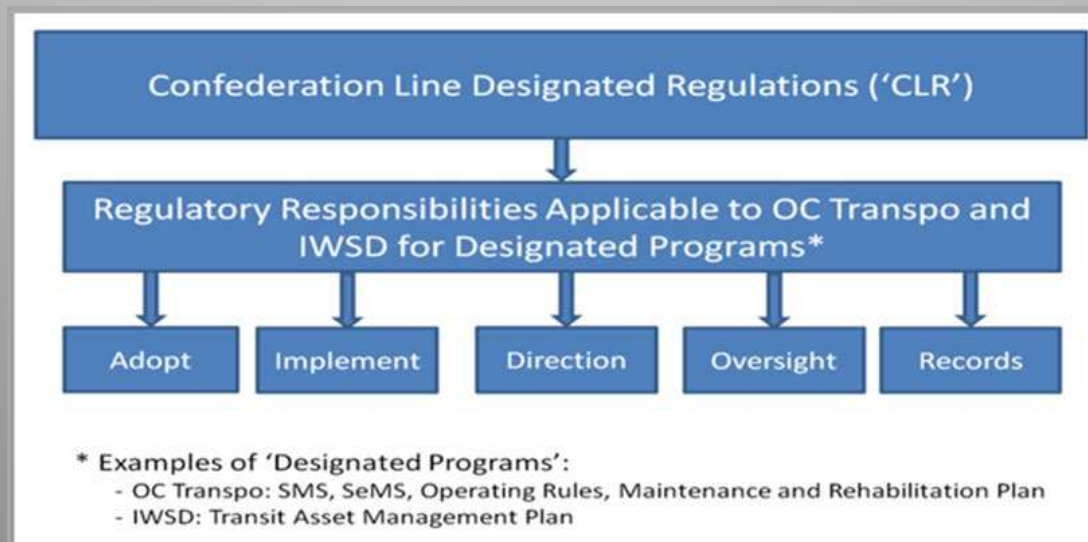 Confederation Line Designated Regulations (‘CLR’)
Regulatory Responsibilities Applicable to OC Transpo and
IWSD for Designated Programs*
Adopt
Implement
Direction
Oversight
Records
* Examples of ‘Designated Programs’:
- OC Transpo: SMS, SeMS, Operating Rules, Maintenance and Rehabilitation Plan
- IWSD: Transit Asset Management Plan